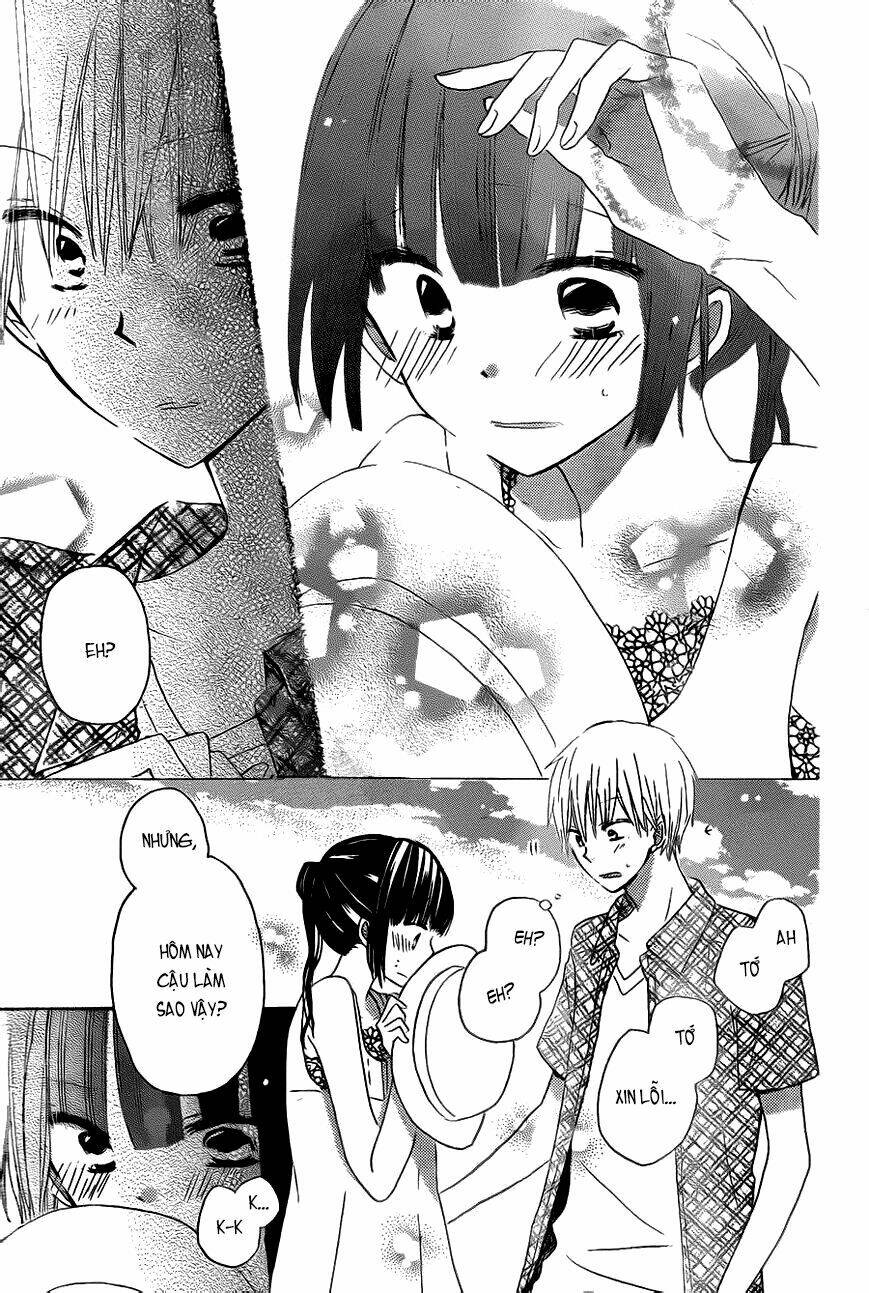 EH?
AH
TỚ
TỚ
XIN LỖI...
EH?
EH?
NHƯNG,
HÔM NAY
CẬU LÀM
SAO VẬY?
K...
K-K